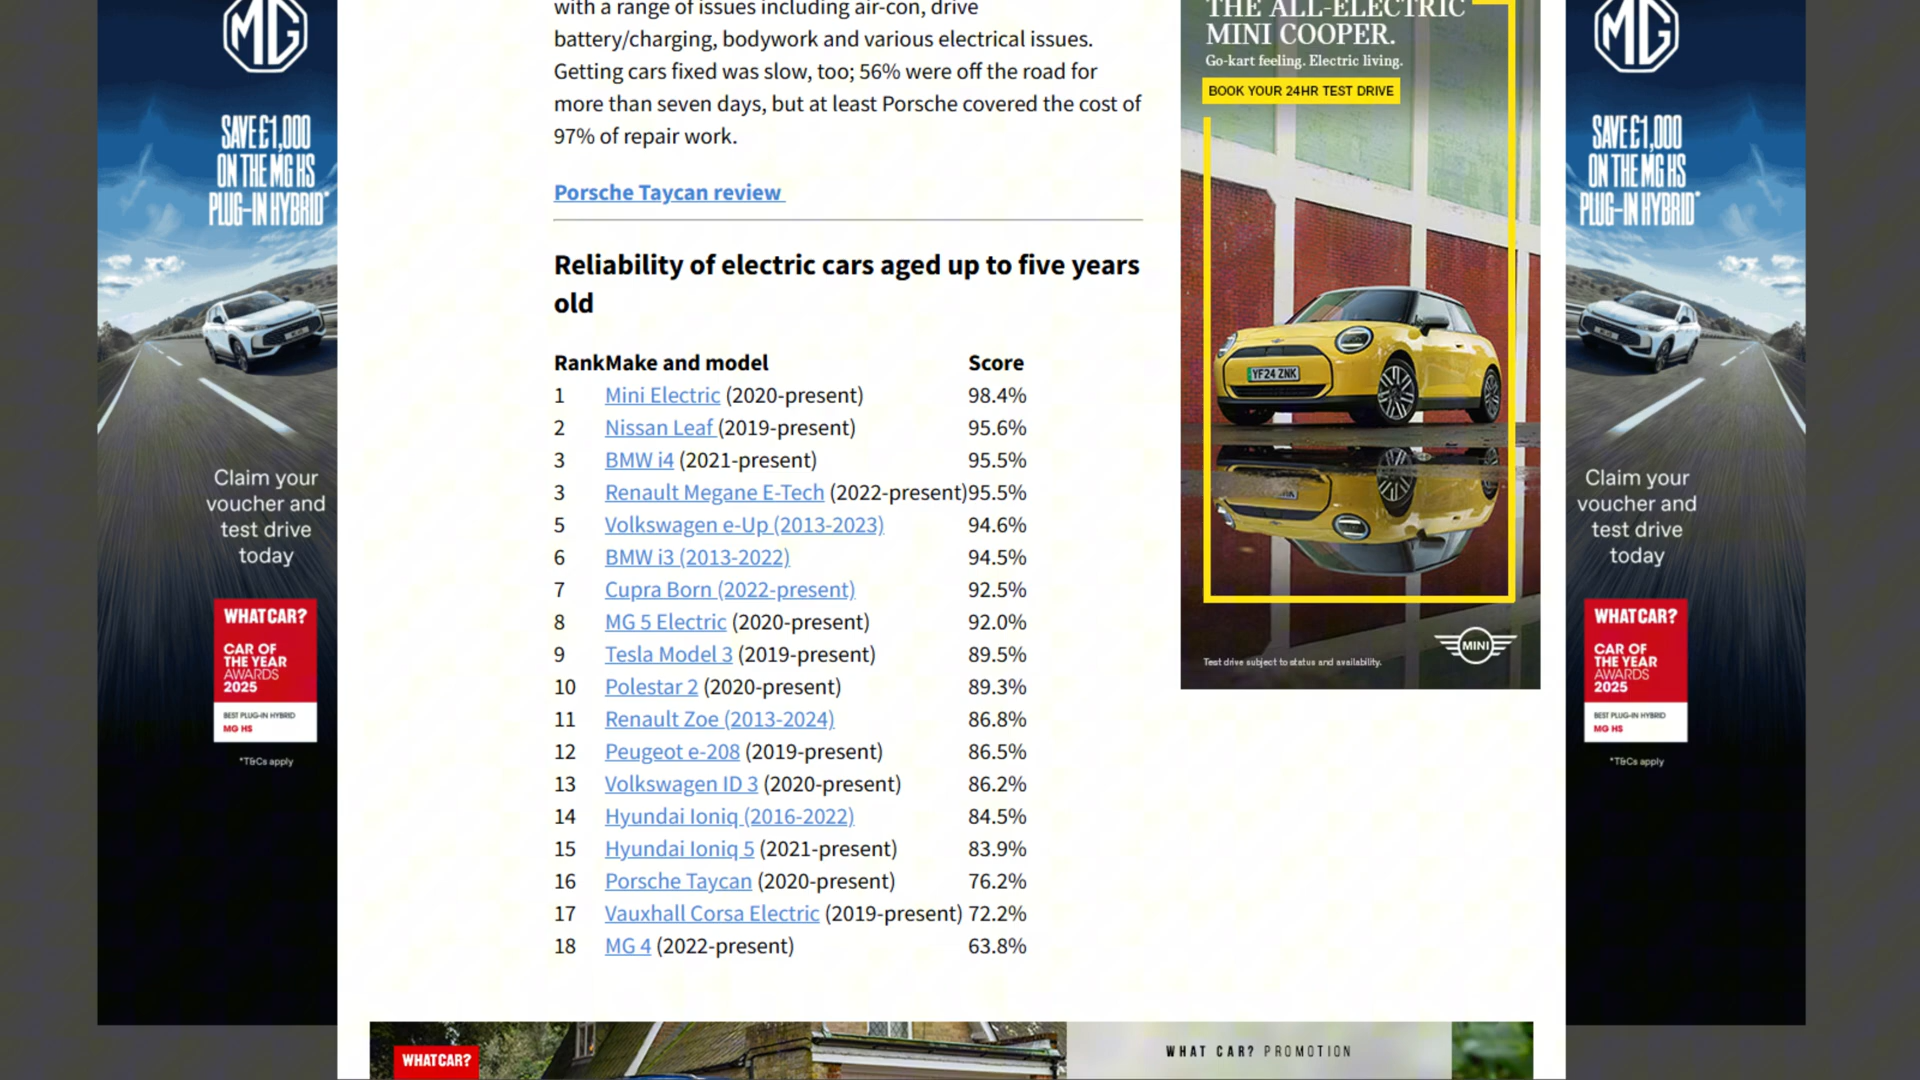 with a range of issues including air-con, drive
battery/charging, bodywork and various electrical issues.
Getting cars fixed was slow, too; 56% were off the road for
more than seven days, but at least Porsche covered the cost of
97% of repair work.
Porsche Taycan review
Reliability of electric cars aged up to five years
old
Rank Make and model Score
1 Mini Electric (2020-present) 98.4%
2 Nissan Leaf (2019-present) 95.6%
3 BMW i4 (2021-present) 95.5%
3 Renault Megane E-Tech (2022-present) 95.5%
5 Volkswagen e-Up (2013-2023) 94.6%
6 BMW i3 (2013-2022) 94.5%
7 Cupra Born (2022-present) 92.5%
8 MG 5 Electric (2020-present) 92.0%
9 Tesla Model 3 (2019-present) 89.5%
10 Polestar 2 (2020-present) 89.3%
11 Renault Zoe (2013-2024) 86.8%
12 Peugeot e-208 (2019-present) 86.5%
13 Volkswagen ID 3 (2020-present) 86.2%
14 Hyundai Ioniq (2016-2022) 84.5%
15 Hyundai Ioniq 5 (2021-present) 83.9%
16 Porsche Taycan (2020-present) 76.2%
17 Vauxhall Corsa Electric (2019-present) 72.2%
18 MG 4 (2022-present) 63.8%
MG
SAVE £1,000
ON THE MG HS
PLUG-IN HYBRID*
Claim your
voucher and
test drive
today
WHAT CAR?
CAR OF
THE YEAR
AWARDS
2025
BEST PLUG-IN HYBRID
MG HS
*T&Cs apply
THE ALL-ELECTRIC
MINI COOPER.
Go-kart feeling. Electric living.
BOOK YOUR 24HR TEST DRIVE
YF24 ZNK
MINI
Test drive subject to status and availability.
MG
SAVE £1,000
ON THE MG HS
PLUG-IN HYBRID*
Claim your
voucher and
test drive
today
WHAT CAR?
CAR OF
THE YEAR
AWARDS
2025
BEST PLUG-IN HYBRID
MG HS
*T&Cs apply
WHAT CAR?
WHAT CAR? PROMOTION